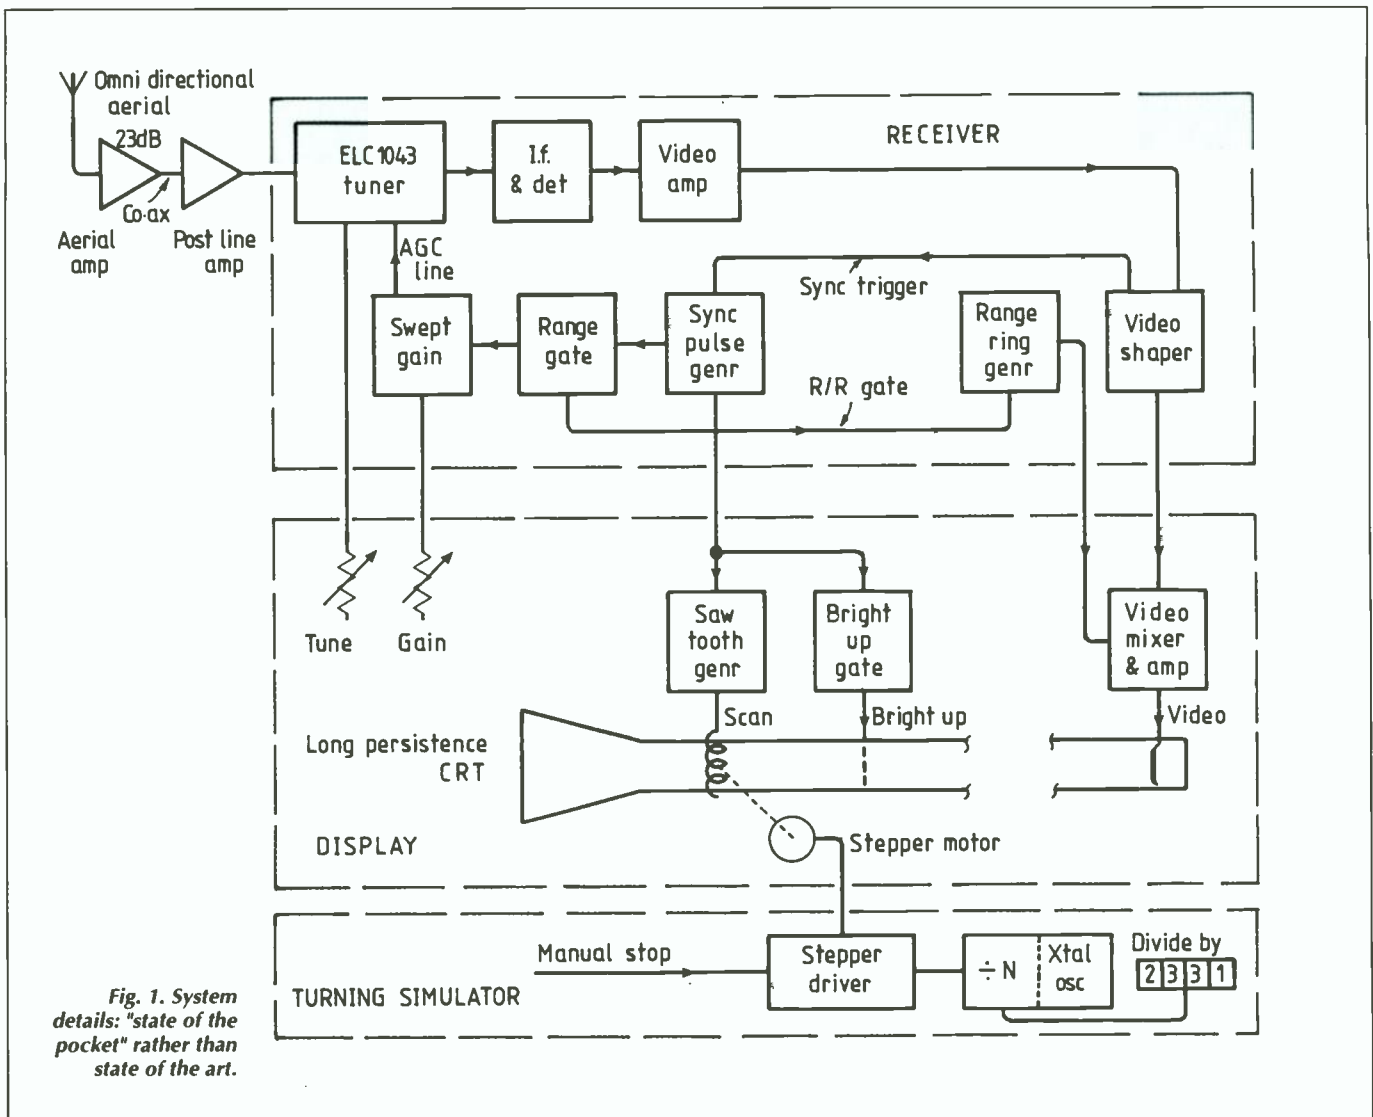 Omni directional
aerial
23dB
Co-ax
Aerial
amp
Post line
amp
ELC1043
tuner
I.f.
& det
Video
amp
RECEIVER
AGC
line
Sync trigger
Swept
gain
Range
gate
Sync
pulse
genr
Range
ring
genr
Video
shaper
R/R gate
Tune
Gain
Saw
tooth
genr
Bright
up
gate
Video
mixer
& amp
Scan
Bright up
Video
Long persistence
CRT
Stepper motor
DISPLAY
Manual stop
Stepper
driver
÷N
Xtal
osc
Divide by
2 3 3 1
TURNING SIMULATOR
Fig. 1. System
details: "state of the
pocket" rather than
state of the art.